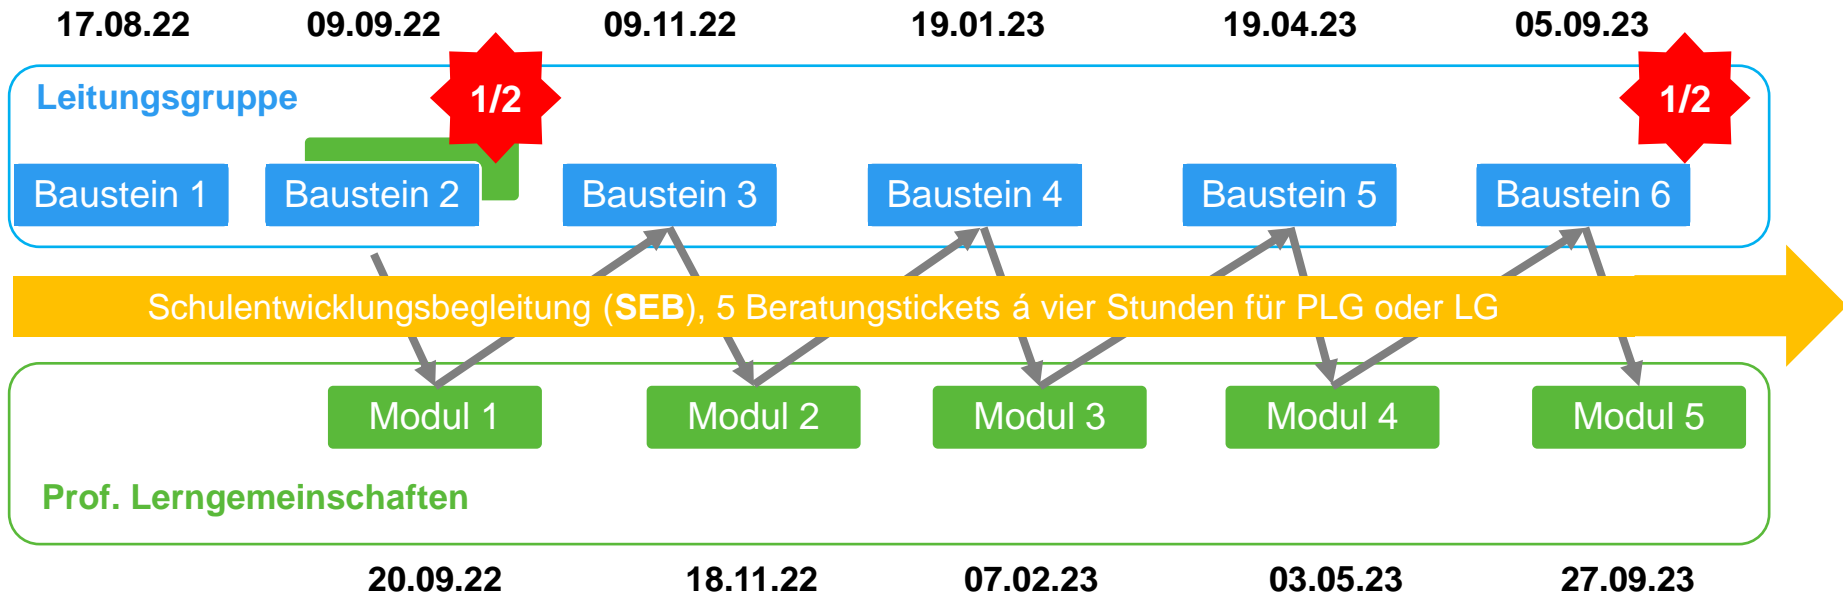 17.08.22 09.09.22 09.11.22 19.01.23 19.04.23 05.09.23
Leitungsgruppe 1/2 1/2
Baustein 1 Baustein 2 Baustein 3 Baustein 4 Baustein 5 Baustein 6
Schulentwicklungsbegleitung (SEB), 5 Beratungstickets á vier Stunden für PLG oder LG
Modul 1 Modul 2 Modul 3 Modul 4 Modul 5
Prof. Lerngemeinschaften
20.09.22 18.11.22 07.02.23 03.05.23 27.09.23